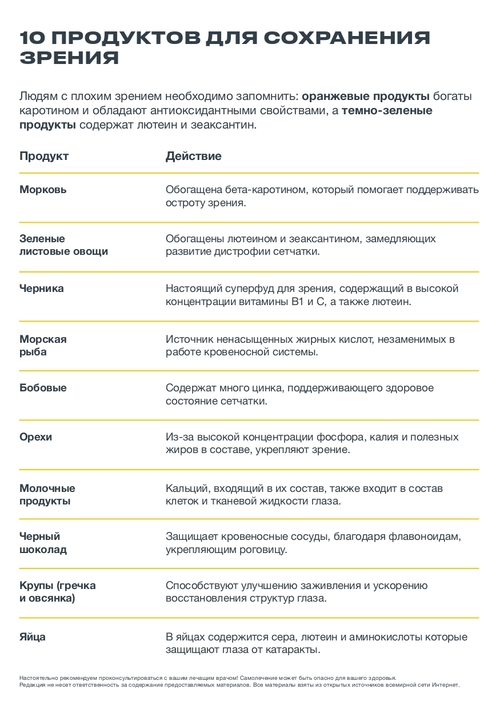 10 ПРОДУКТОВ ДЛЯ СОХРАНЕНИЯ
ЗРЕНИЯ
Людям с плохим зрением необходимо запомнить: оранжевые продукты богаты
каротином и обладают антиоксидантными свойствами, а темно-зеленые
продукты содержат лютеин и зеаксантин.
Продукт Действие
Морковь Обогащена бета-каротином, который помогает поддерживать
остроту зрения.
Зеленые Обогащены лютеином и зеаксантином, замедляющих
листовые овощи развитие дистрофии сетчатки.
Черника Настоящий суперфуд для зрения, содержащий в высокой
концентрации витамины В1 и С, а также лютеин.
Морская Источник ненасыщенных жирных кислот, незаменимых в
рыба работе кровеносной системы.
Бобовые Содержат много цинка, поддерживающего здоровое
состояние сетчатки.
Орехи Из-за высокой концентрации фосфора, калия и полезных
жиров в составе, укрепляют зрение.
Молочные Кальций, входящий в их состав, также входит в состав
продукты клеток и тканевой жидкости глаза.
Черный Защищает кровеносные сосуды, благодаря флавоноидам,
шоколад укрепляющим роговицу.
Крупы (гречка Способствуют улучшению заживления и ускорению
и овсянка) восстановления структур глаза.
Яйца В яйцах содержится сера, лютеин и аминокислоты которые
защищают глаза от катаракты.
Настоятельно рекомендуем проконсультироваться с вашим лечащим врачом! Самолечение может быть опасно для вашего здоровья.
Редакция не несет ответственность за содержание предоставляемых материалов. Все материалы взяты из открытых источников всемирной сети Интернет.